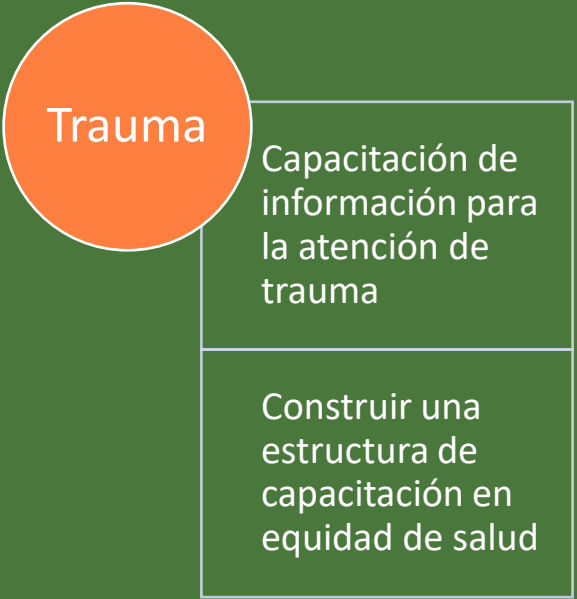 Trauma
Capacitación de
información para
la atención de
trauma
Construir una
estructura de
capacitación en
equidad de salud